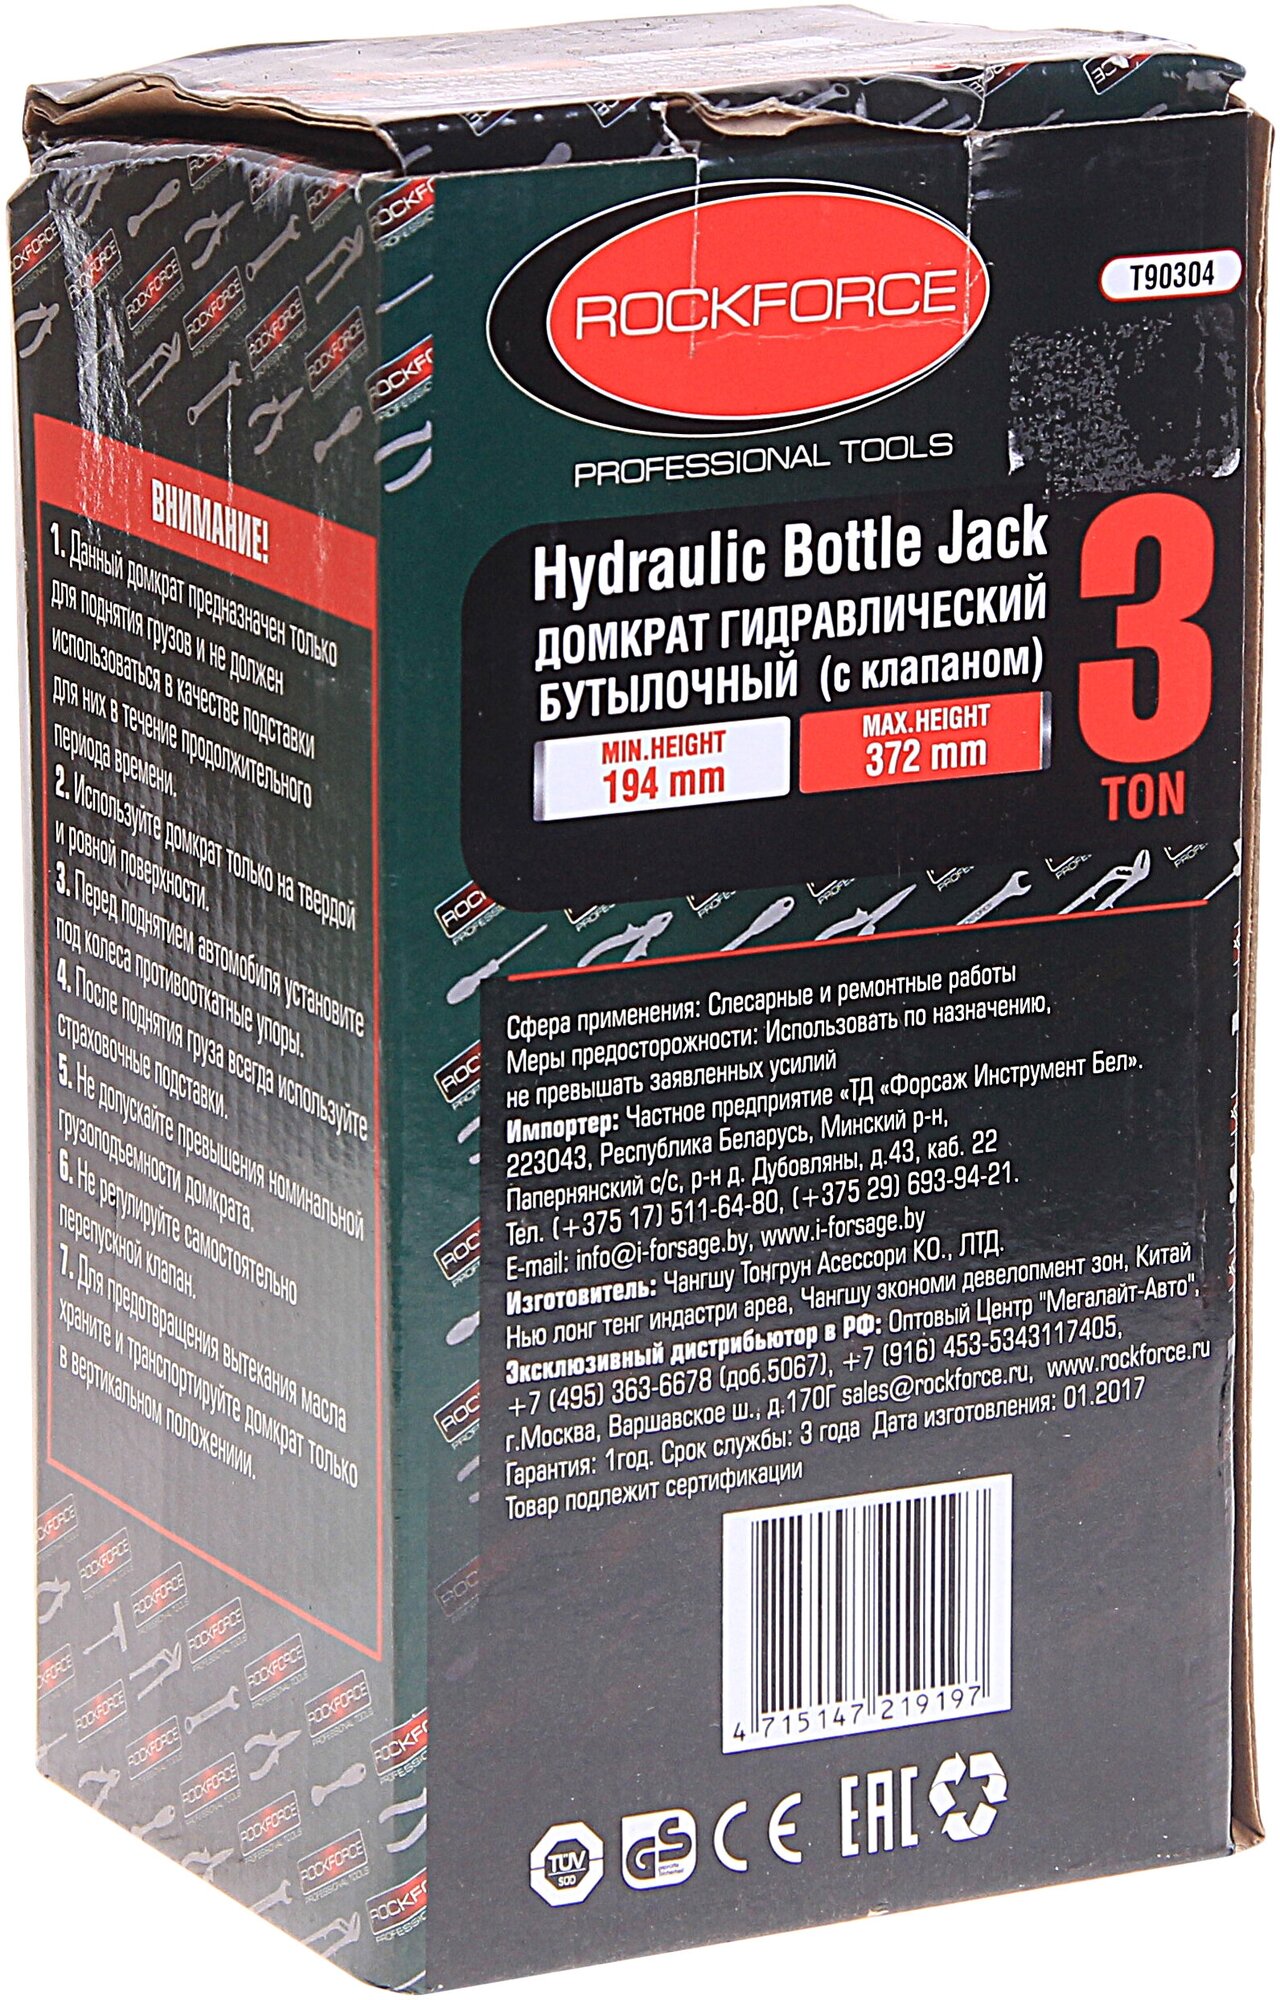 ROCKFORCE
PROFESSIONAL TOOLS
T90304
Hydraulic Bottle Jack
ДОМКРАТ ГИДРАВЛИЧЕСКИЙ
БУТЫЛОЧНЫЙ (с клапаном)
MIN.HEIGHT
194 mm
MAX.HEIGHT
372 mm
3
TON
ВНИМАНИЕ!
1. Данный домкрат предназначен только
для поднятия грузов и не должен
использоваться в качестве подставки
для них в течение продолжительного
периода времени.
2. Используйте домкрат только на твердой
и ровной поверхности.
3. Перед поднятием автомобиля установите
под колеса противооткатные упоры.
4. После поднятия груза всегда используйте
страховочные подставки.
5. Не допускайте превышения номинальной
грузоподъемности домкрата.
6. Не регулируйте самостоятельно
перепускной клапан.
7. Для предотвращения вытекания масла
храните и транспортируйте домкрат только
в вертикальном положениии.
Сфера применения: Слесарные и ремонтные работы
Меры предосторожности: Использовать по назначению,
не превышать заявленных усилий
Импортер: Частное предприятие «ТД «Форсаж Инструмент Бел».
223043, Республика Беларусь, Минский р-н,
Папернянский с/с, р-н д. Дубовляны, д.43, каб. 22
Тел. (+375 17) 511-64-80, (+375 29) 693-94-21.
E-mail: info@i-forsage.by, www.i-forsage.by
Изготовитель: Чангшу Тонгрун Асессори КО., ЛТД.
Нью лонг тенг индастри ареа, Чангшу экономи девелопмент зон, Китай
Эксклюзивный дистрибьютор в РФ: Оптовый Центр "Мегалайт-Авто",
+7 (495) 363-6678 (доб.5067), +7 (916) 453-5343117405,
г.Москва, Варшавское ш., д.170Г sales@rockforce.ru, www.rockforce.ru
Гарантия: 1год. Срок службы: 3 года Дата изготовления: 01.2017
Товар подлежит сертификации
4 715147 219197
TÜV
SÜD
GS
geprüfte
Sicherheit
CE
EAC